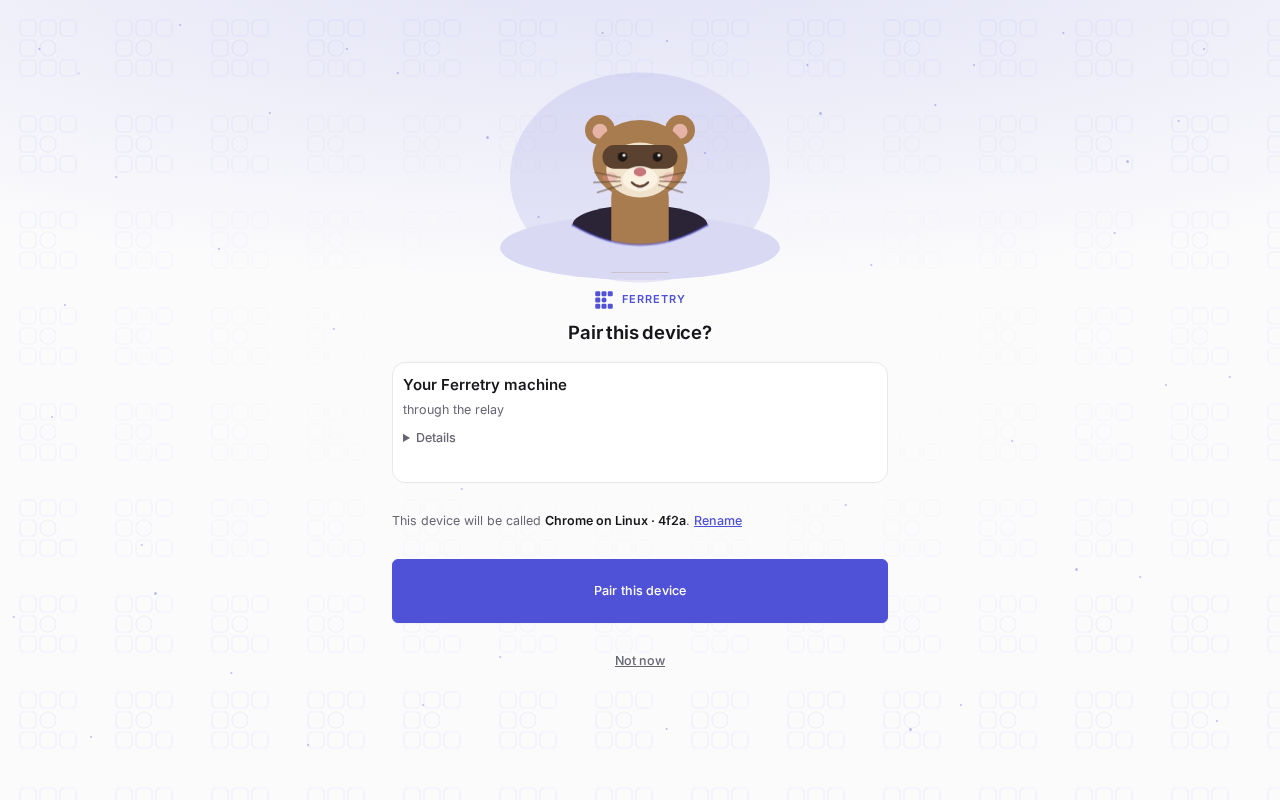 FERRETRY
Pair this device?
Your Ferretry machine
through the relay
Details
This device will be called Chrome on Linux · 4f2a. Rename
Pair this device
Not now